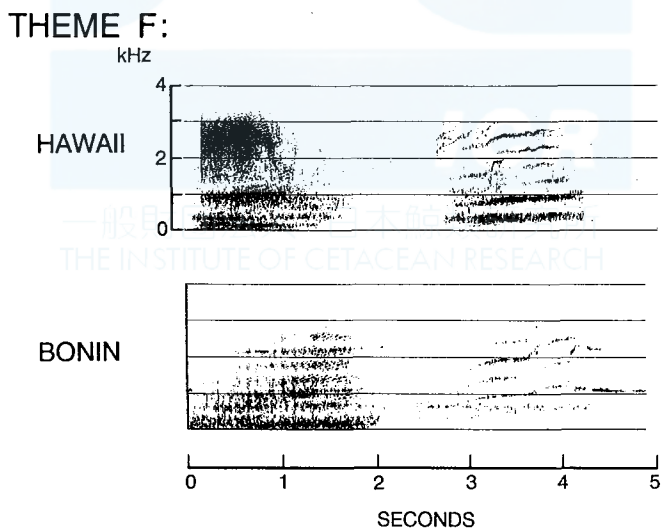 THEME F:
kHz
4
HAWAII
2
0
THE INSTITUTE OF CETACEAN RESEARCH
BONIN
0 1 2 3 4 5
SECONDS